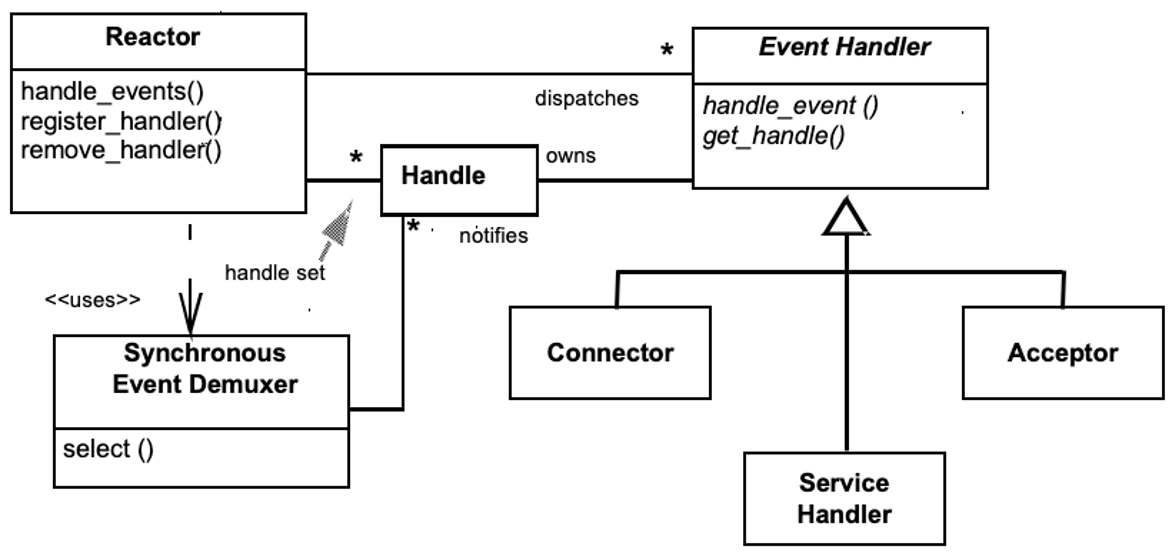 Reactor
handle_events()
register_handler()
remove_handler()
*
dispatches
Event Handler
handle_event ()
get_handle()
*
Handle
owns
*
notifies
handle set
<<uses>>
Synchronous
Event Demuxer
select ()
Connector
Acceptor
Service
Handler